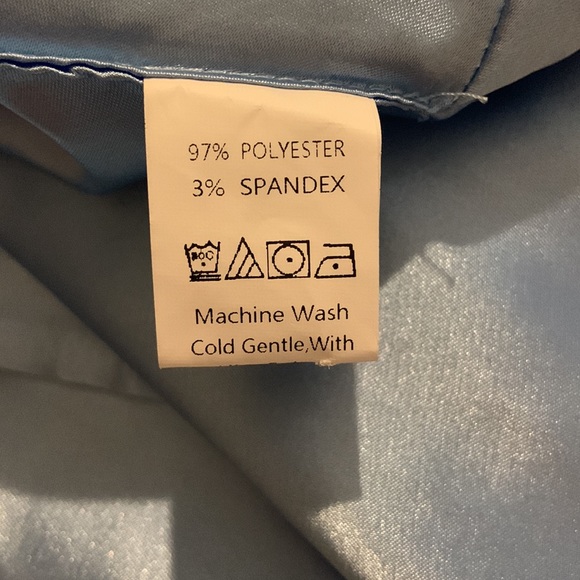 97% POLYESTER
3% SPANDEX
Machine Wash
Cold Gentle,With